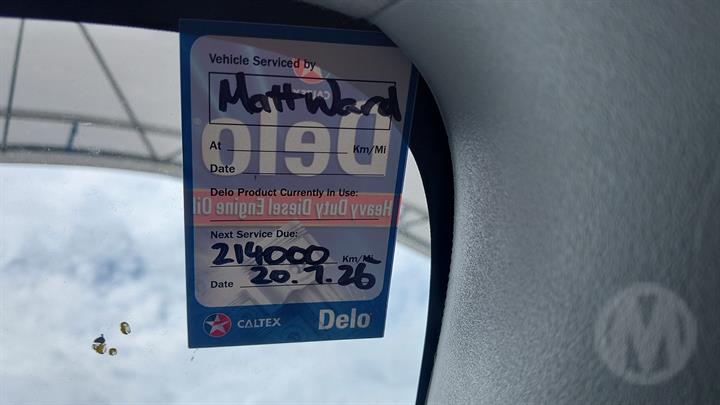 Vehicle Serviced by
Matt Ward
At Km/Mi
Date
Delo Product Currently in Use:
Heavy Duty Diesel Engine Oil
Next Service Due:
214000 Km/Mi
Date 20.7.26
CALTEX Delo
Delo
CALTEX
M